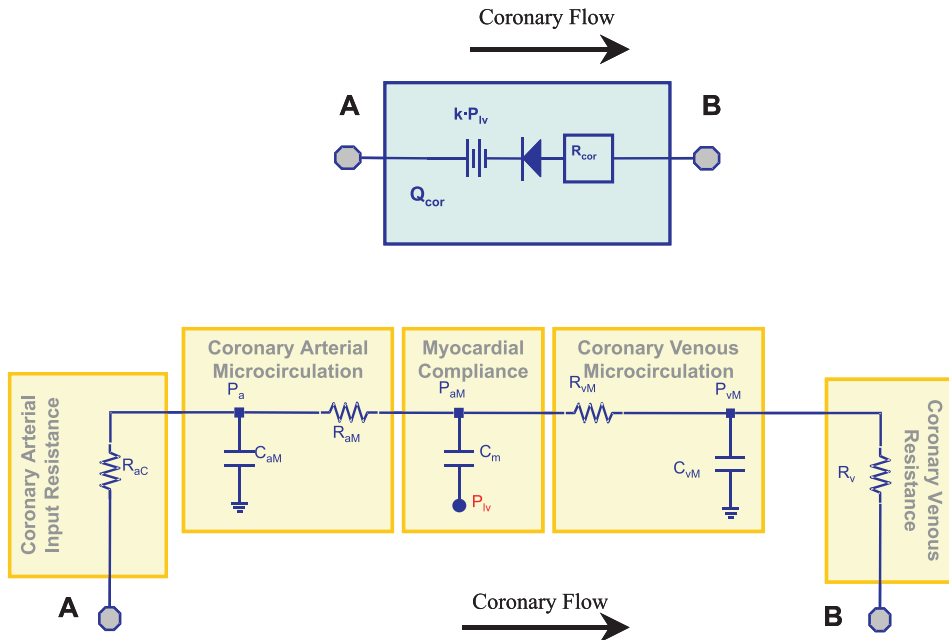 Coronary Flow
A
B
k·Plv
Rcor
Qcor
Coronary Arterial
Microcirculation
Myocardial
Compliance
Coronary Venous
Microcirculation
Pa
PaM
RvM
PvM
Coronary Arterial
Input Resistance
RaC
CaM
RaM
Cm
Plv
CvM
Rv
Coronary Venous
Resistance
A
Coronary Flow
B